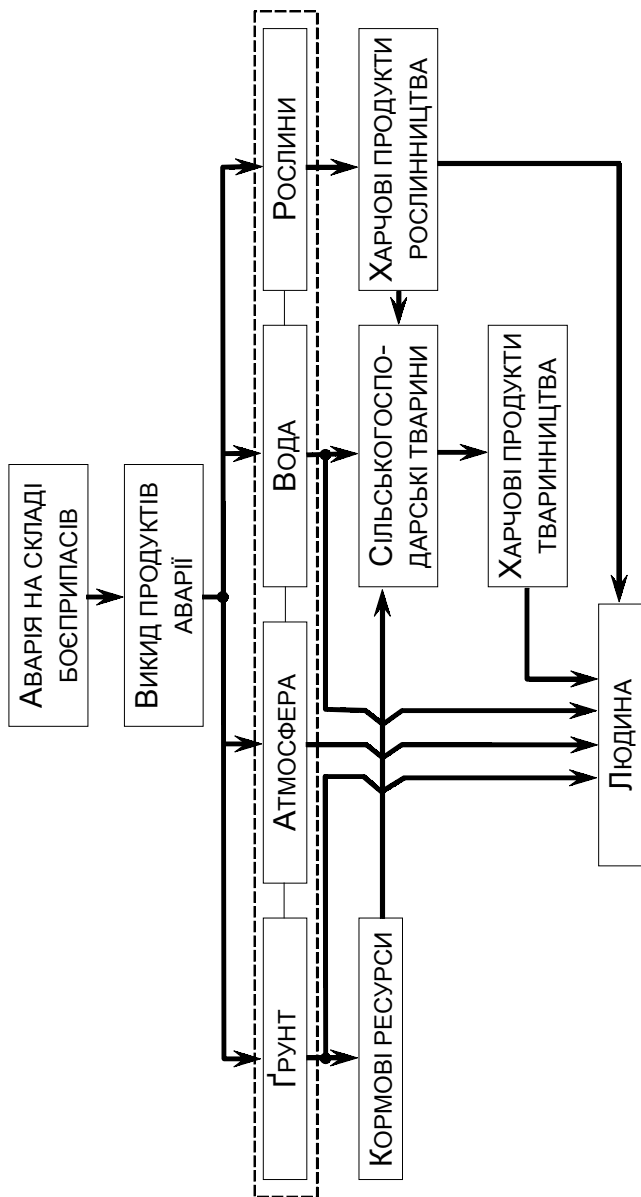 АВАРІЯ НА СКЛАДІ
БОЄПРИПАСІВ
ВИКИД ПРОДУКТІВ
АВАРІЇ
ҐРУНТ
АТМОСФЕРА
ВОДА
РОСЛИНИ
КОРМОВІ РЕСУРСИ
СІЛЬСЬКОГОСПО-
ДАРСЬКІ ТВАРИНИ
ХАРЧОВІ ПРОДУКТИ
РОСЛИННИЦТВА
ХАРЧОВІ ПРОДУКТИ
ТВАРИННИЦТВА
ЛЮДИНА